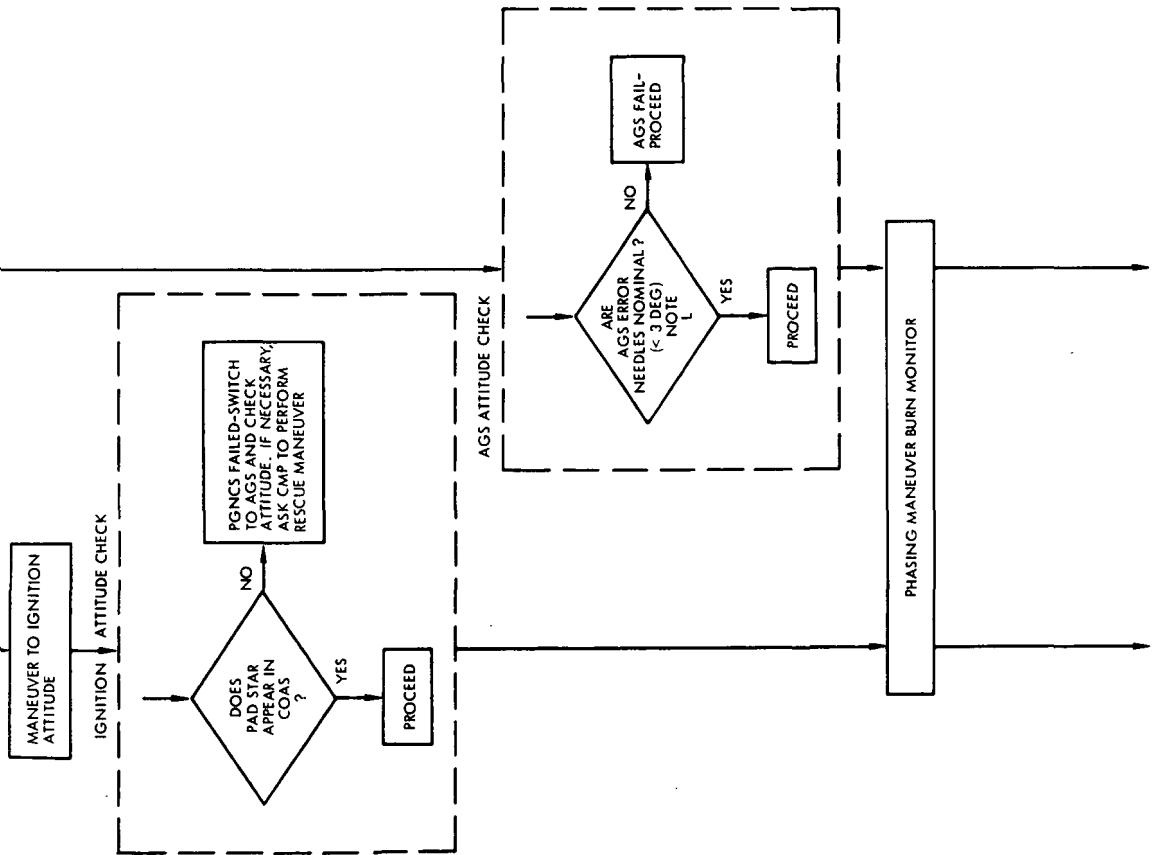 MANEUVER TO IGNITION
ATTITUDE
IGNITION ATTITUDE CHECK
DOES
PAD STAR
APPEAR IN
COAS
?
NO
PGNCS FAILED-SWITCH
TO AGS AND CHECK
ATTITUDE. IF NECESSARY,
ASK CMP TO PERFORM
RESCUE MANEUVER
YES
PROCEED
AGS ATTITUDE CHECK
ARE
AGS ERROR
NEEDLES NOMINAL?
(< 3 DEG)
NOTE
L
NO
AGS FAIL-
PROCEED
YES
PROCEED
PHASING MANEUVER BURN MONITOR